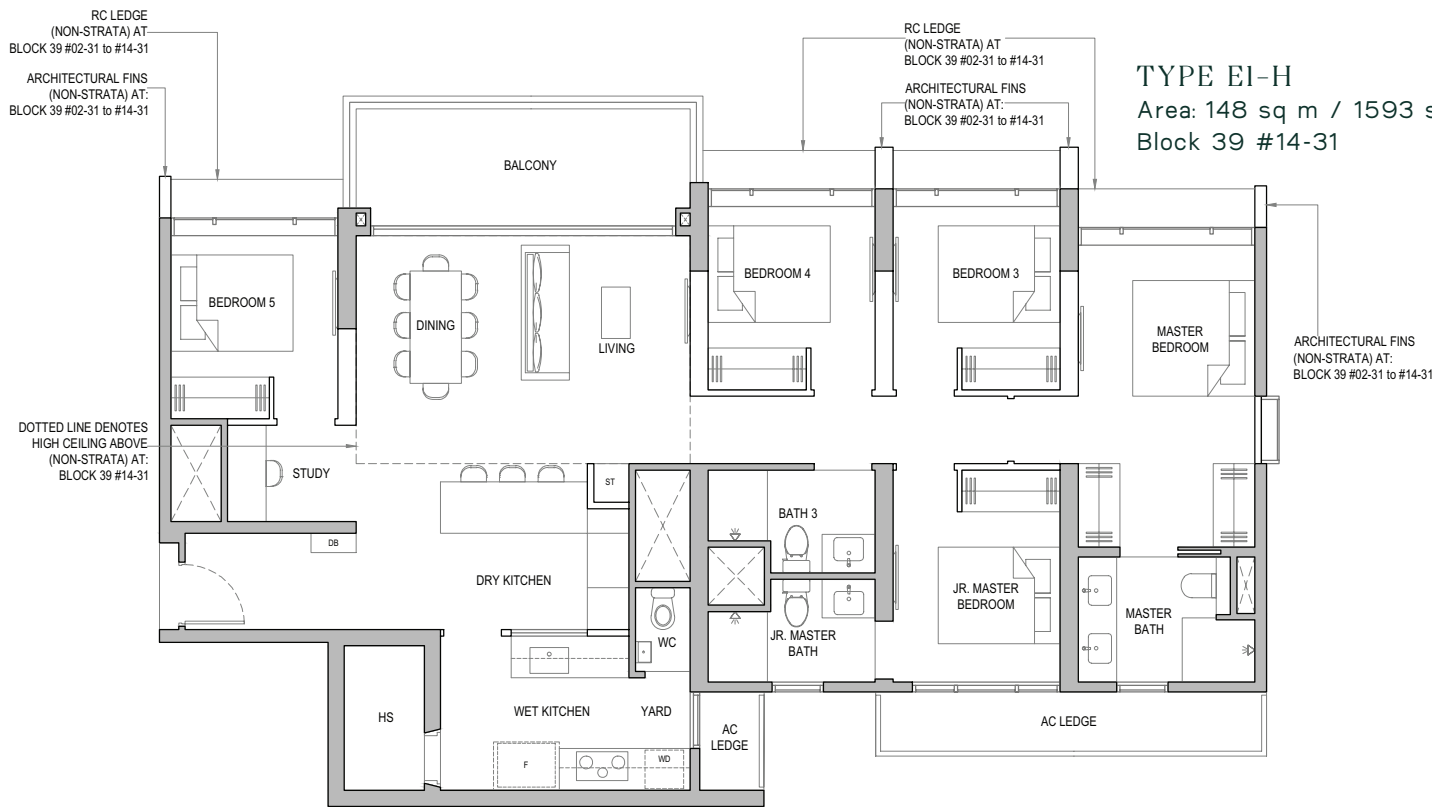 RC LEDGE
(NON-STRATA) AT
BLOCK 39 #02-31 to #14-31
ARCHITECTURAL FINS
(NON-STRATA) AT:
BLOCK 39 #02-31 to #14-31
RC LEDGE
(NON-STRATA) AT
BLOCK 39 #02-31 to #14-31
ARCHITECTURAL FINS
(NON-STRATA) AT:
BLOCK 39 #02-31 to #14-31
TYPE E1-H
Area: 148 sq m / 1593 s
Block 39 #14-31
BALCONY
BEDROOM 5
DINING
LIVING
BEDROOM 4
BEDROOM 3
MASTER
BEDROOM
ARCHITECTURAL FINS
(NON-STRATA) AT:
BLOCK 39 #02-31 to #14-31
DOTTED LINE DENOTES
HIGH CEILING ABOVE
(NON-STRATA) AT:
BLOCK 39 #14-31
STUDY
ST
BATH 3
DB
DRY KITCHEN
JR. MASTER
BEDROOM
WC
JR. MASTER
BATH
MASTER
BATH
HS
WET KITCHEN
YARD
AC
LEDGE
AC LEDGE
F
WD